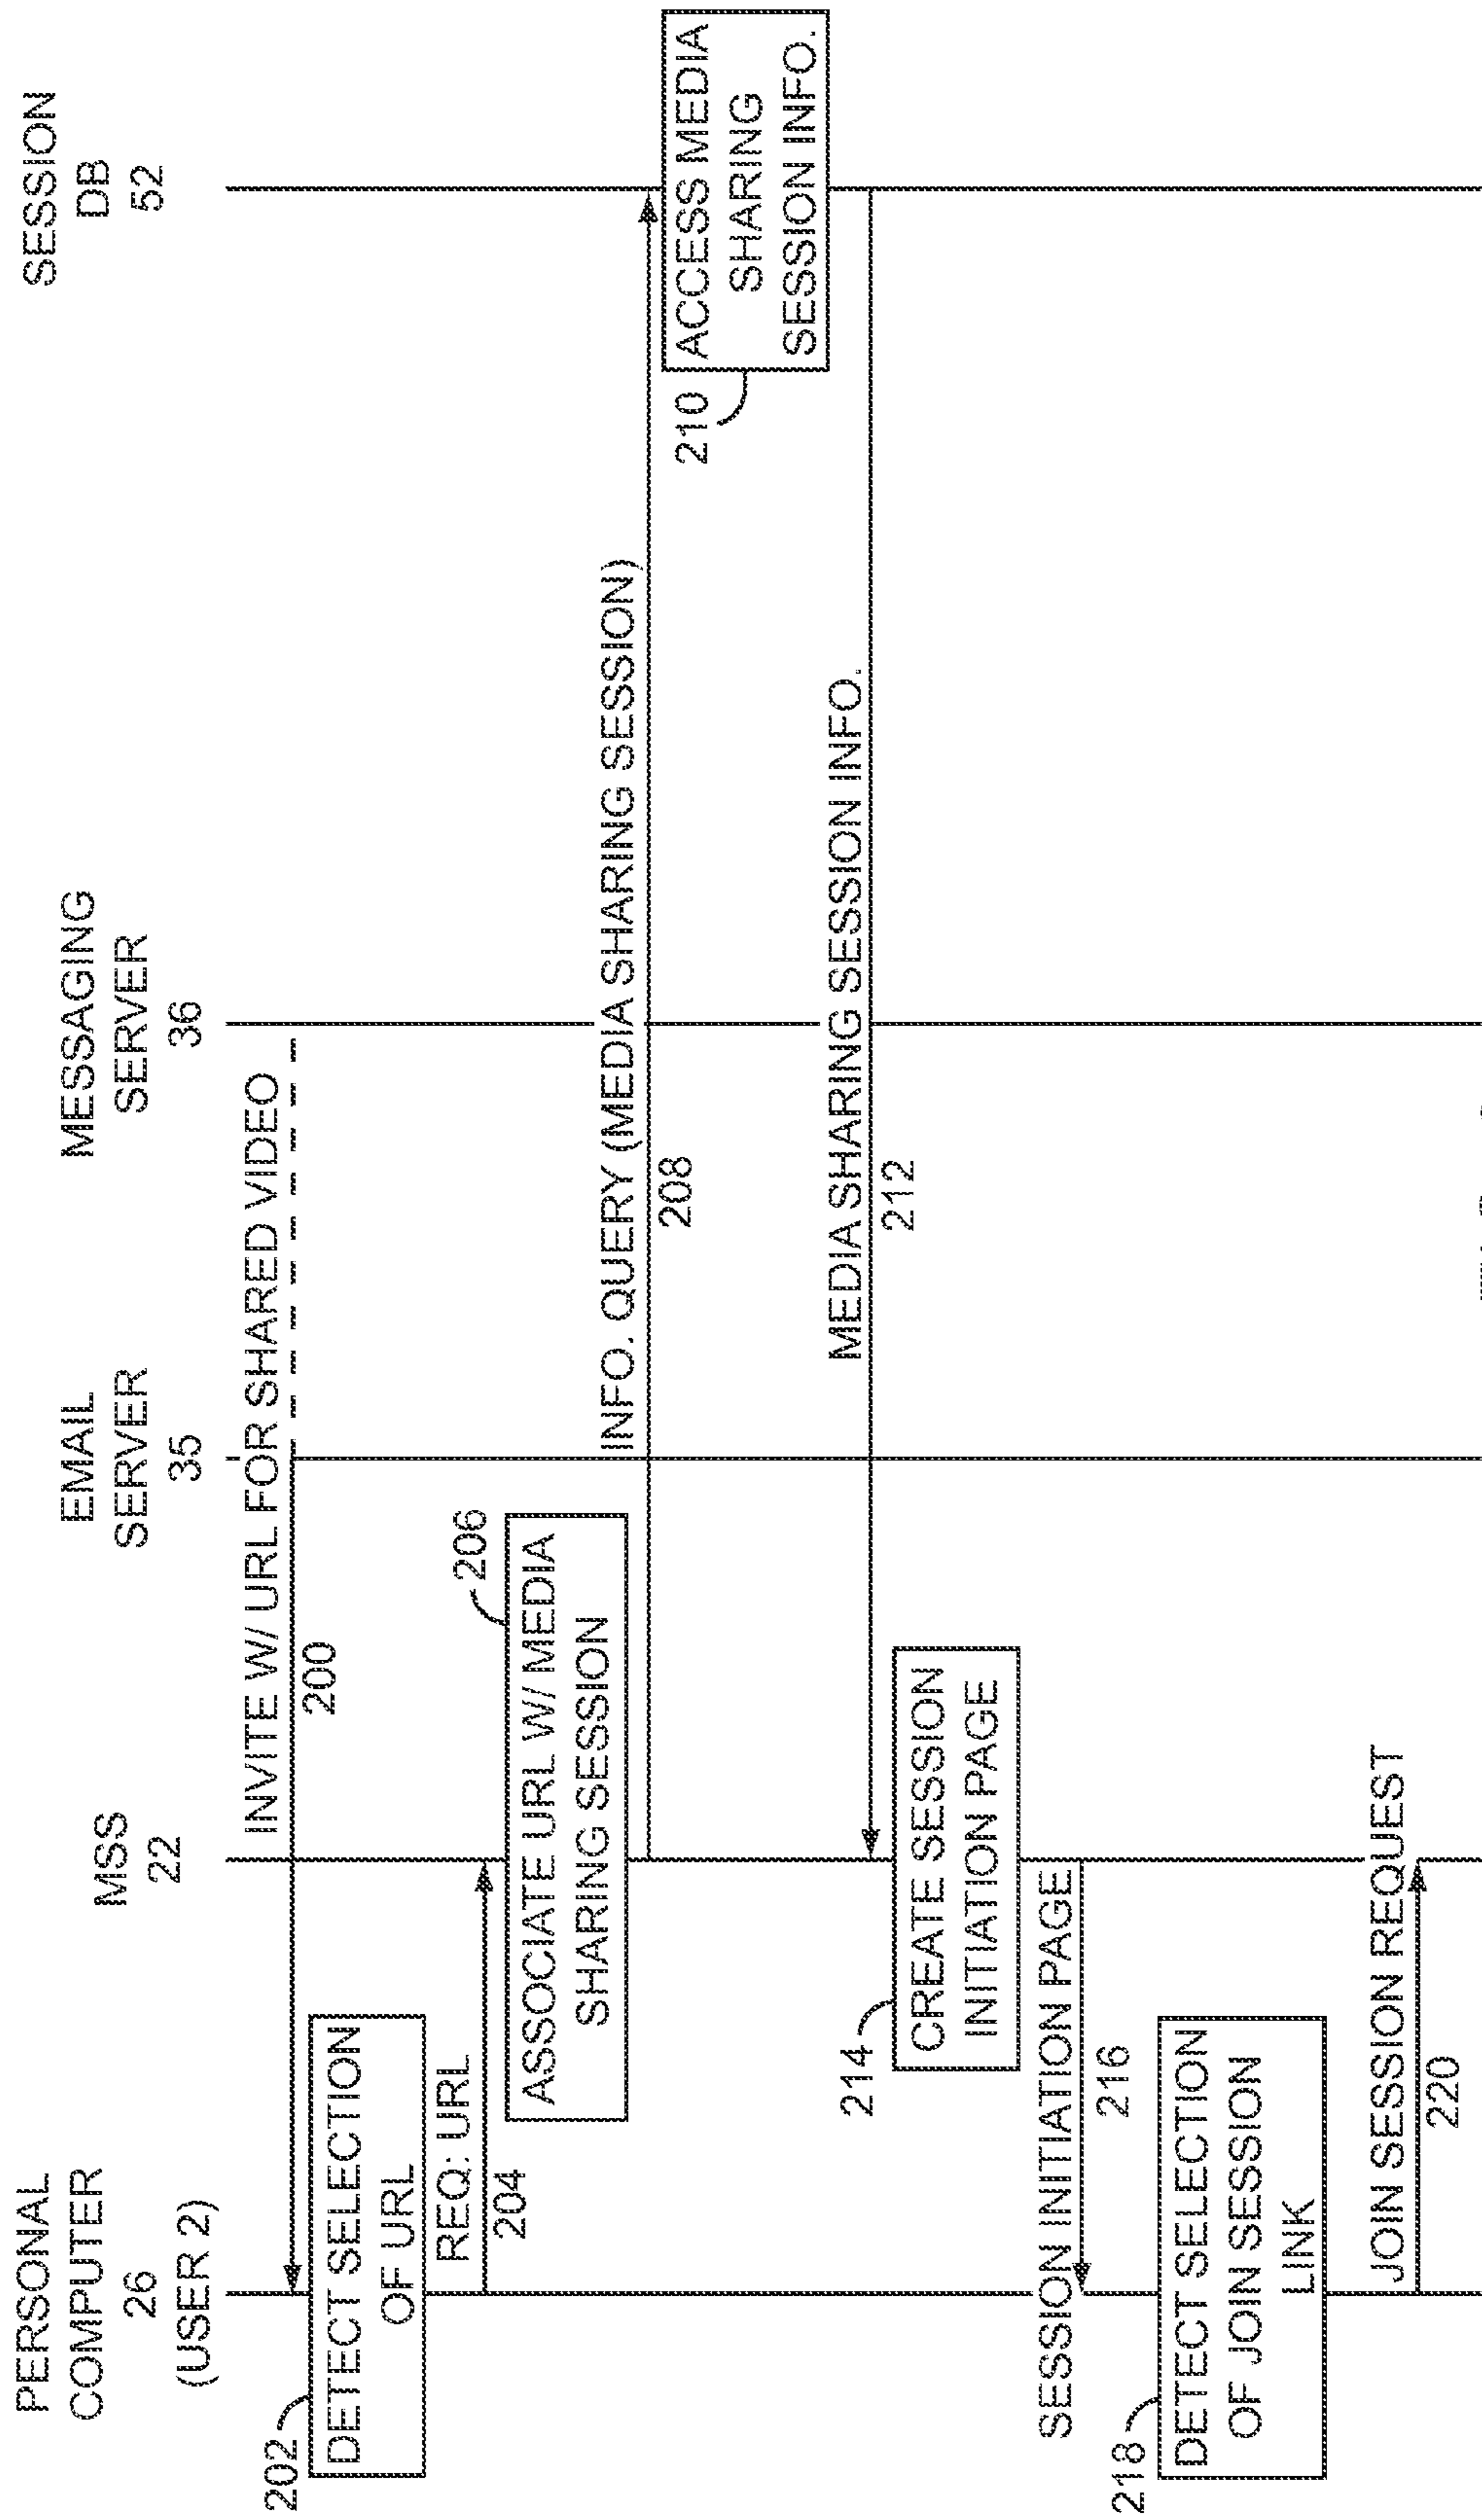 PERSONAL
COMPUTER
26
(USER 2)
MSS
22
EMAIL
SERVER
35
MESSAGING
SERVER
36
SESSION
DB
52
INVITE W/ URL FOR SHARED VIDEO
200
202
DETECT SELECTION
OF URL
REQ: URL
204
206
ASSOCIATE URL W/ MEDIA
SHARING SESSION
INFO. QUERY (MEDIA SHARING SESSION)
208
210
ACCESS MEDIA
SHARING
SESSION INFO.
MEDIA SHARING SESSION INFO.
212
214
CREATE SESSION
INITIATION PAGE
SESSION INITIATION PAGE
216
218
DETECT SELECTION
OF JOIN SESSION
LINK
JOIN SESSION REQUEST
220